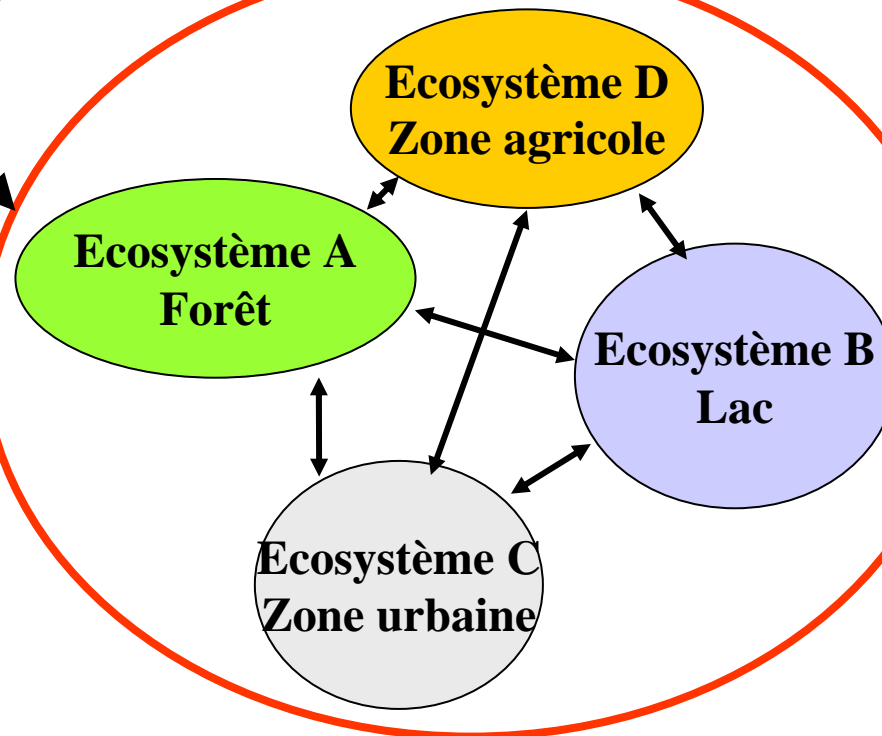 Ecosystème D
Zone agricole
Ecosystème A
Forêt
Ecosystème B
Lac
Ecosystème C
Zone urbaine